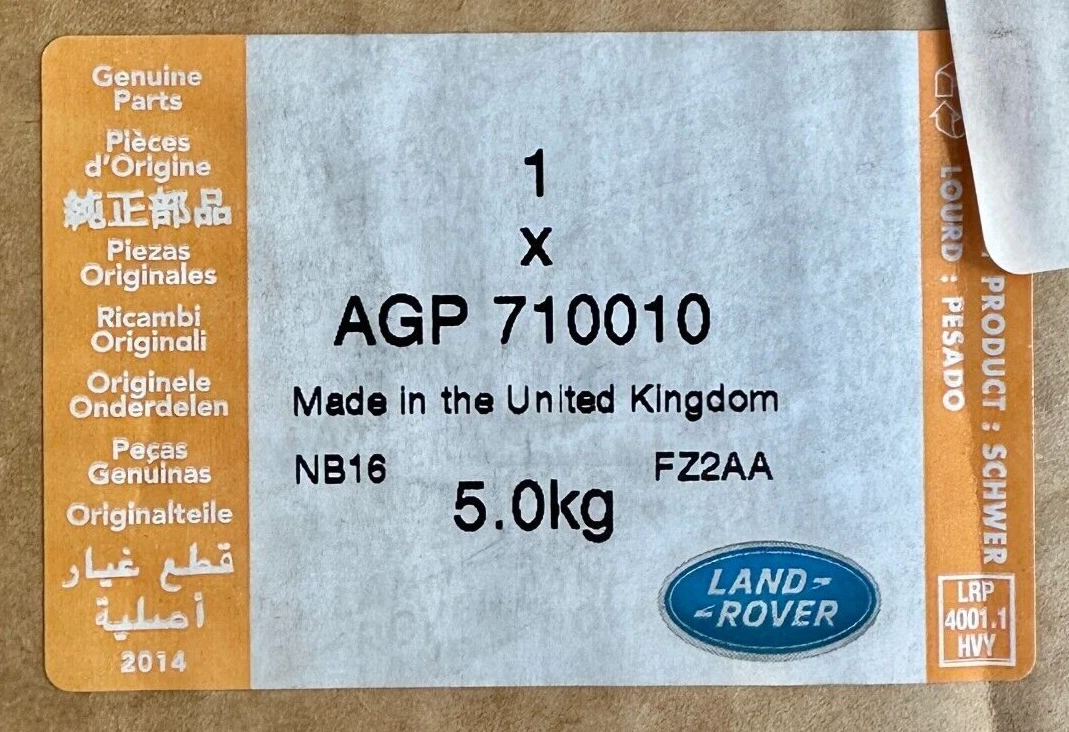 Genuine
Parts
Pièces
d'Origine
純正部品
Piezas
Originales
Ricambi
Originali
Originele
Onderdelen
Peças
Genuinas
Originalteile
قطع غيار
أصلية
2014
1
x
AGP 710010
Made in the United Kingdom
NB16 FZ2AA
5.0kg
LAND-
-ROVER
PRODUCT : SCHWER
LOURD : PESADO
LRP
4001.1
HVY